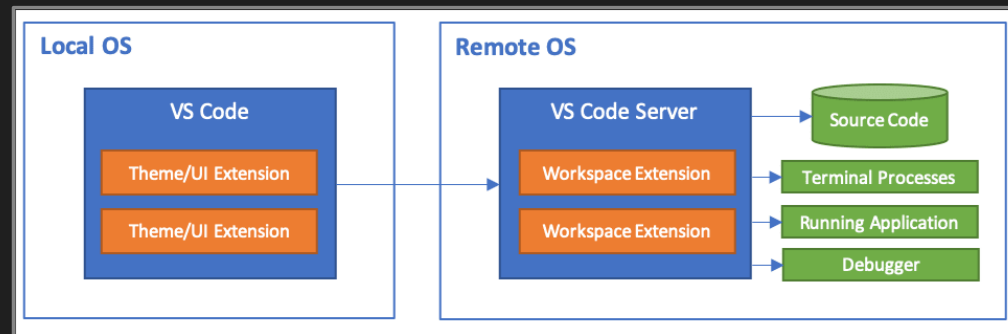 Local OS
VS Code
Theme/UI Extension
Theme/UI Extension
Remote OS
VS Code Server
Workspace Extension
Workspace Extension
Source Code
Terminal Processes
Running Application
Debugger